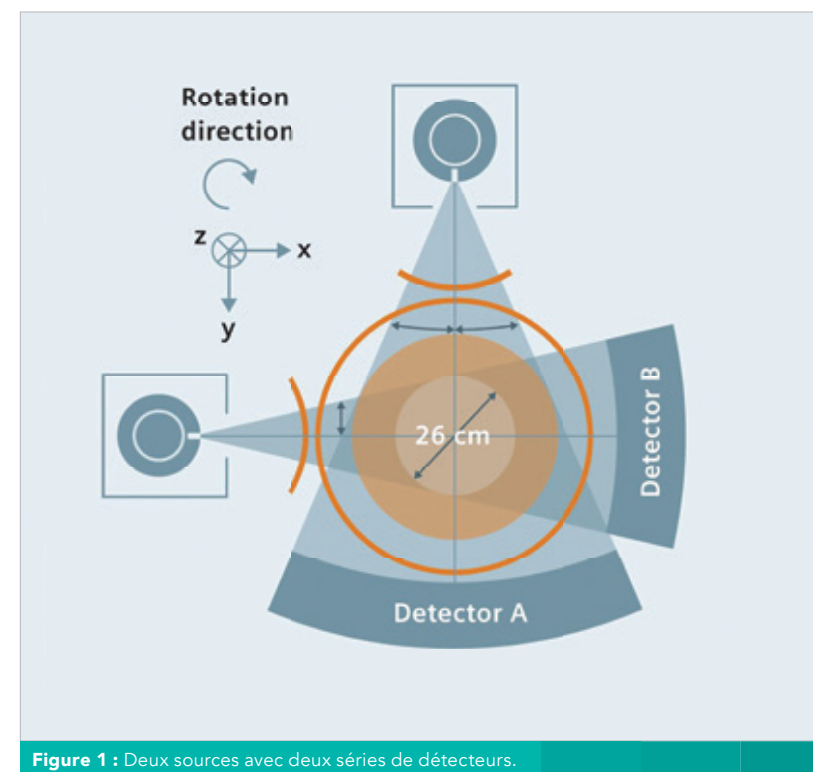 Rotation
direction
z
x
y
26 cm
Detector B
Detector A
Figure 1 : Deux sources avec deux séries de détecteurs.